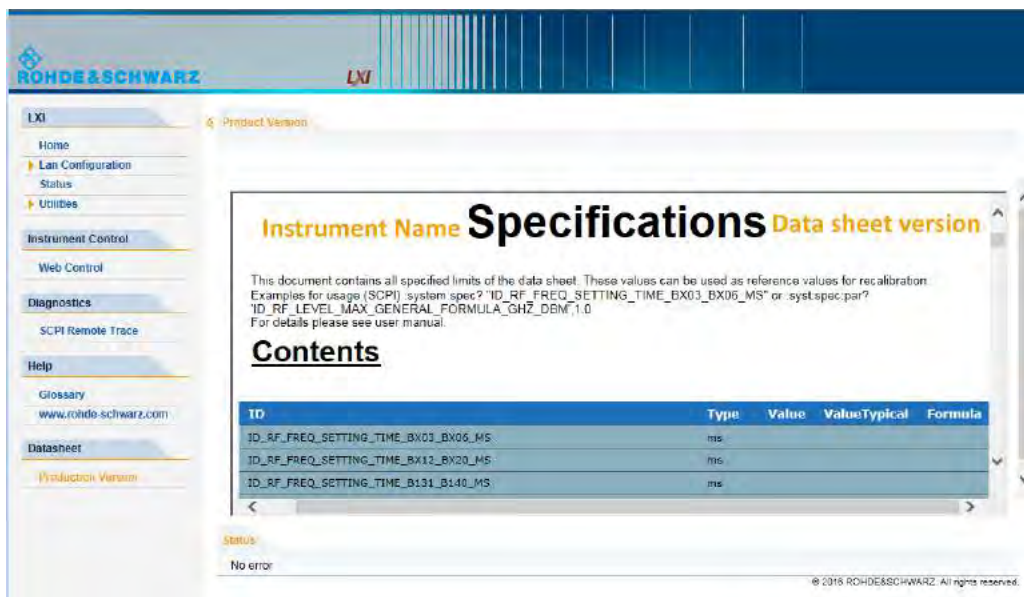 ROHDE&SCHWARZ
LXI
LXI
Home
Lan Configuration
Status
Utilities
Instrument Control
Web Control
Diagnostics
SCPI Remote Trace
Help
Glossary
www.rohde-schwarz.com
Datasheet
Production Version
Product Version
Instrument Name Specifications Data sheet version
This document contains all specified limits of the data sheet. These values can be used as reference values for recalibration.
Examples for usage (SCPI) :system:spec? "ID_RF_FREQ_SETTING_TIME_BX03_BX06_MS" or :syst:spec:par?
"ID_RF_LEVEL_MAX_GENERAL_FORMULA_GHZ_DBM",1.0
For details please see user manual.
Contents
ID Type Value ValueTypical Formula
ID_RF_FREQ_SETTING_TIME_BX03_BX06_MS ms
ID_RF_FREQ_SETTING_TIME_BX12_BX20_MS ms
ID_RF_FREQ_SETTING_TIME_B131_B140_MS ms
Status
No error
© 2016 ROHDE&SCHWARZ. All rights reserved.